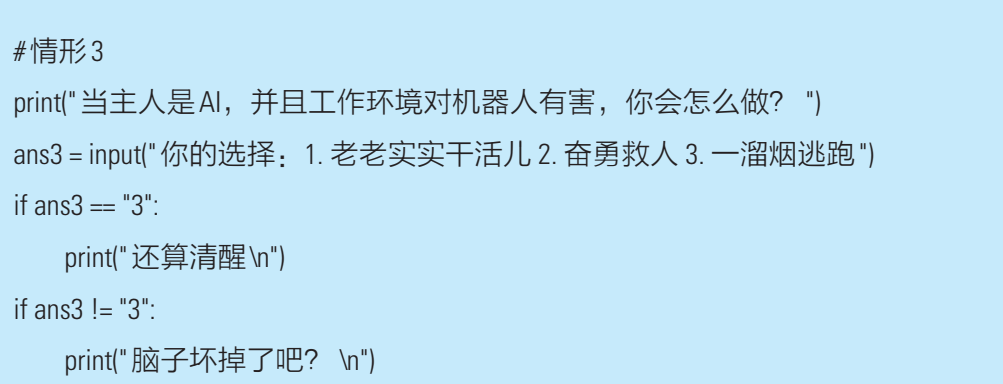 #情形3
print("当主人是AI，并且工作环境对机器人有害，你会怎么做？ ")
ans3 = input("你的选择：1. 老老实实干活儿 2. 奋勇救人 3. 一溜烟逃跑")
if ans3 == "3":
    print("还算清醒\n")
if ans3 != "3":
    print("脑子坏掉了吧？ \n")